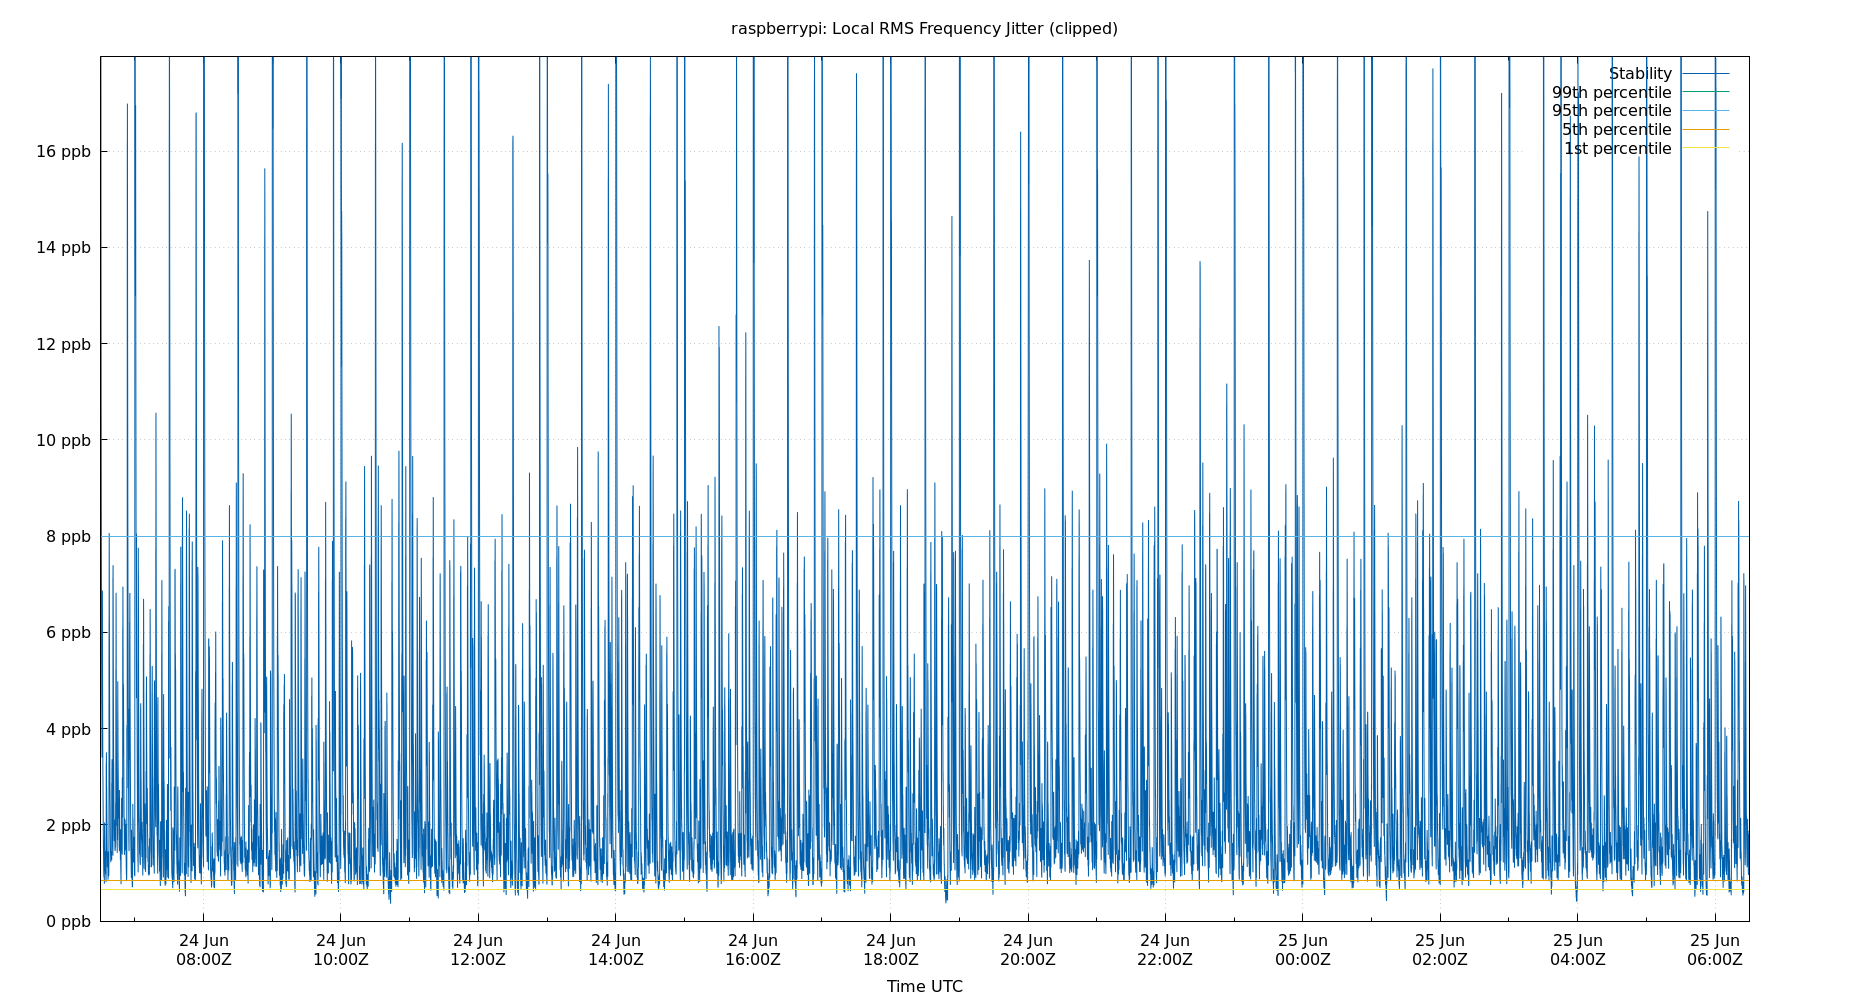 raspberrypi: Local RMS Frequency Jitter (clipped)
Stability
99th percentile
95th percentile
5th percentile
1st percentile
16 ppb
14 ppb
12 ppb
10 ppb
8 ppb
6 ppb
4 ppb
2 ppb
0 ppb
24 Jun 24 Jun 24 Jun 24 Jun 24 Jun 24 Jun 24 Jun 24 Jun 25 Jun 25 Jun 25 Jun 25 Jun
08:00Z 10:00Z 12:00Z 14:00Z 16:00Z 18:00Z 20:00Z 22:00Z 00:00Z 02:00Z 04:00Z 06:00Z
Time UTC